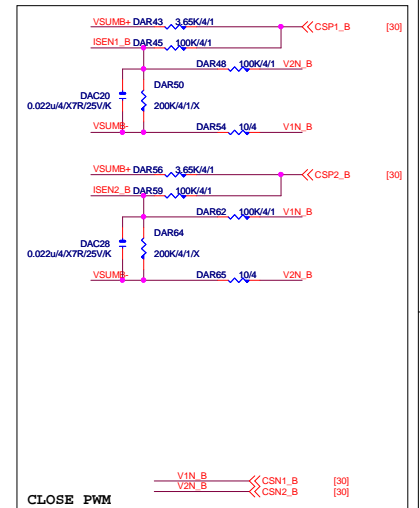 VSUMB+ DAR43 3.65K/4/1 CSP1_B [30]
ISEN1_B DAR45 100K/4/1
DAR48 100K/4/1 V2N_B
DAR50
DAC20
0.022u/4/X7R/25V/K 200K/4/1/X
VSUMB- DAR54 10/4 V1N_B
VSUMB+ DAR56 3.65K/4/1 CSP2_B [30]
ISEN2_B DAR59 100K/4/1
DAR62 100K/4/1 V1N_B
DAR64
DAC28
0.022u/4/X7R/25V/K 200K/4/1/X
VSUMB- DAR65 10/4 V2N_B
V1N_B CSN1_B [30]
V2N_B CSN2_B [30]
CLOSE PWM